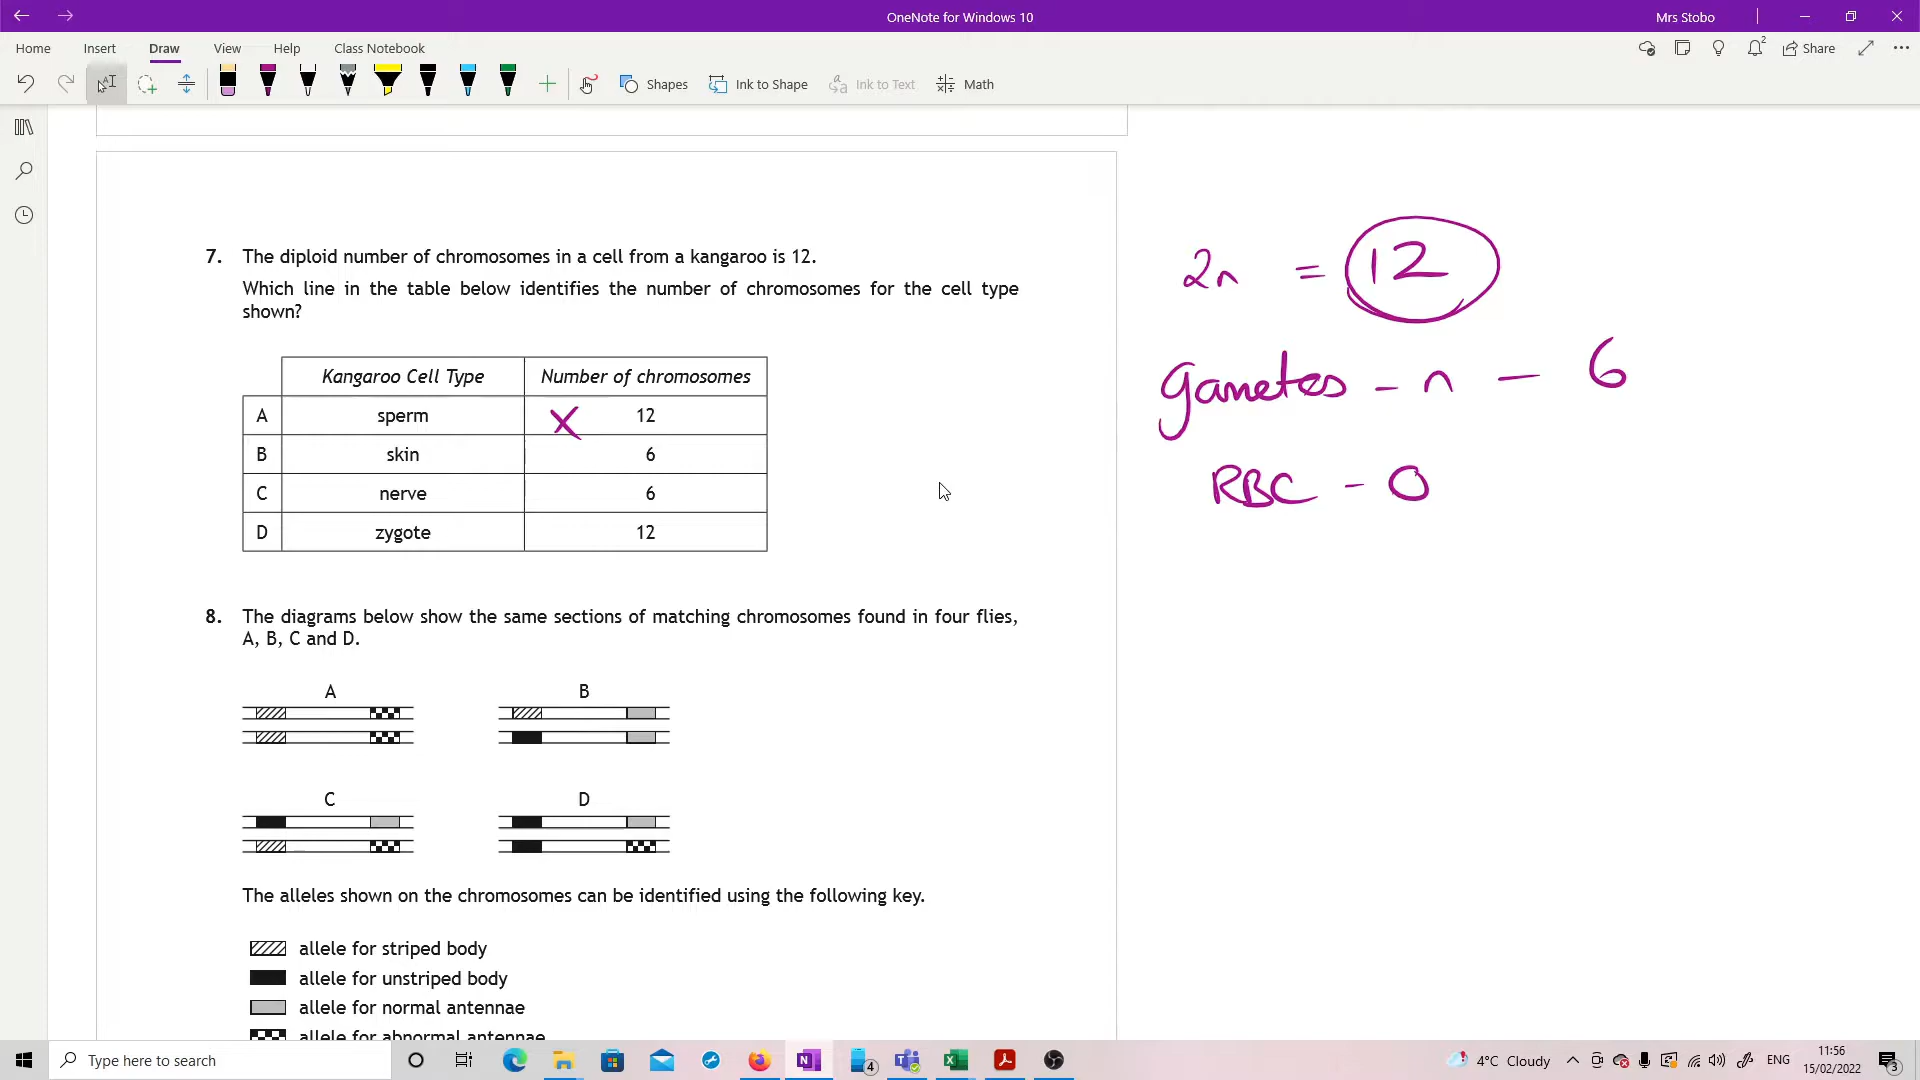 OneNote for Windows 10
Mrs Stobo
Home Insert Draw View Help Class Notebook
2
Share
Shapes Ink to Shape Ink to Text Math
7. The diploid number of chromosomes in a cell from a kangaroo is 12.
Which line in the table below identifies the number of chromosomes for the cell type
shown?
Kangaroo Cell Type Number of chromosomes
A sperm X 12
B skin 6
C nerve 6
D zygote 12
2n = 12
gametes - n - 6
RBC - 0
8. The diagrams below show the same sections of matching chromosomes found in four flies,
A, B, C and D.
A B
C D
The alleles shown on the chromosomes can be identified using the following key.
allele for striped body
allele for unstriped body
allele for normal antennae
allele for abnormal antennae
Type here to search
4
4°C Cloudy
ENG
11:56
15/02/2022
3